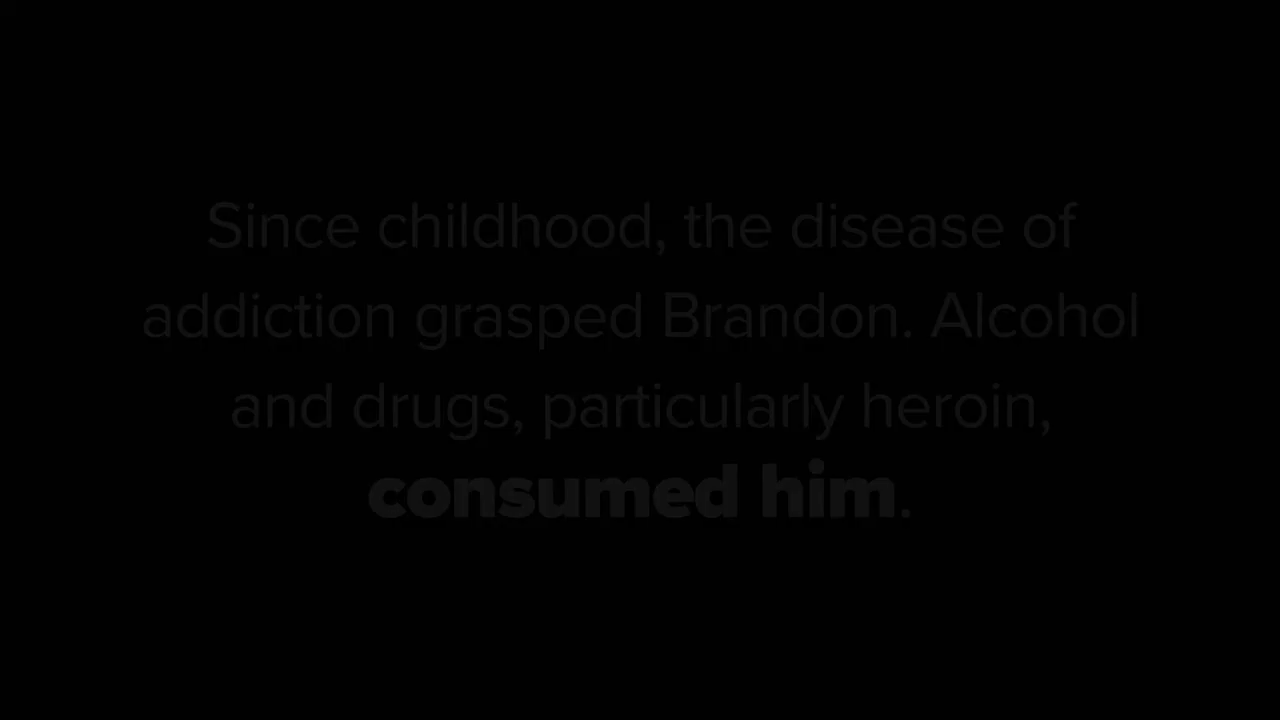 Since childhood, the disease of
addiction grasped Brandon. Alcohol
and drugs, particularly heroin,
consumed him.